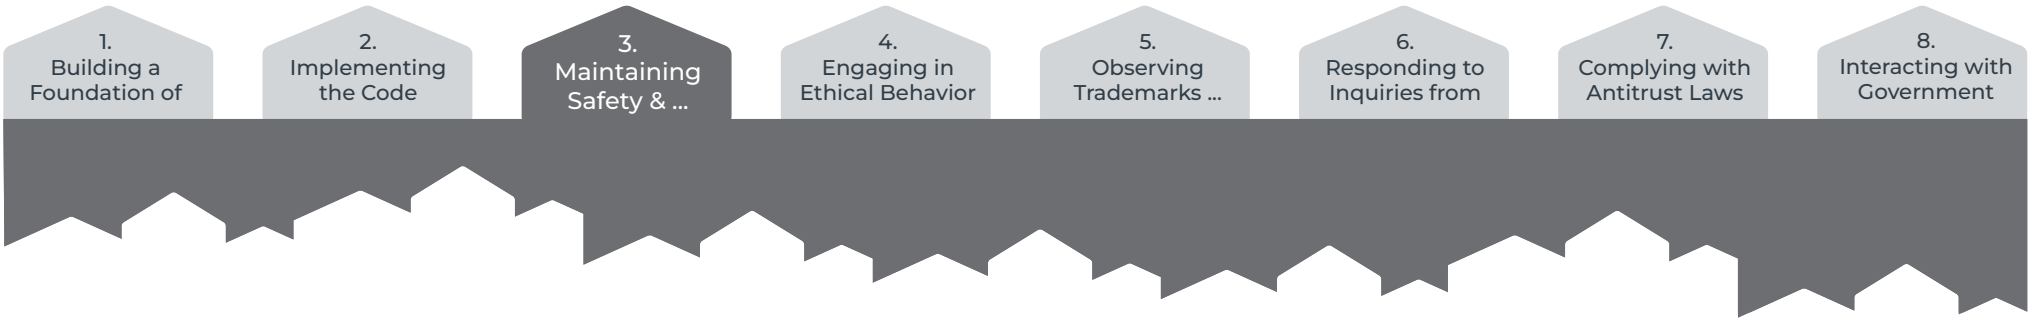 1.
Building a
Foundation of
2.
Implementing
the Code
3.
Maintaining
Safety & ...
4.
Engaging in
Ethical Behavior
5.
Observing
Trademarks ...
6.
Responding to
Inquiries from
7.
Complying with
Antitrust Laws
8.
Interacting with
Government